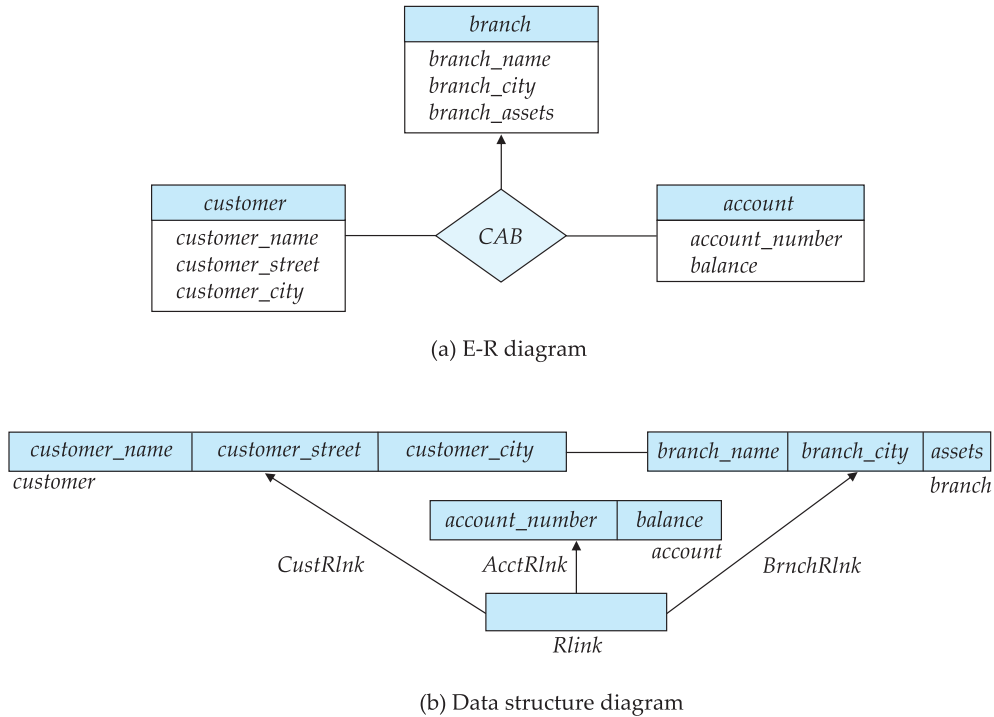 branch
branch_name
branch_city
branch_assets
customer
customer_name
customer_street
customer_city
CAB
account
account_number
balance
(a) E-R diagram
customer_name customer_street customer_city
customer
branch_name branch_city assets
branch
account_number balance
account
CustRlnk AcctRlnk BrnchRlnk
Rlink
(b) Data structure diagram